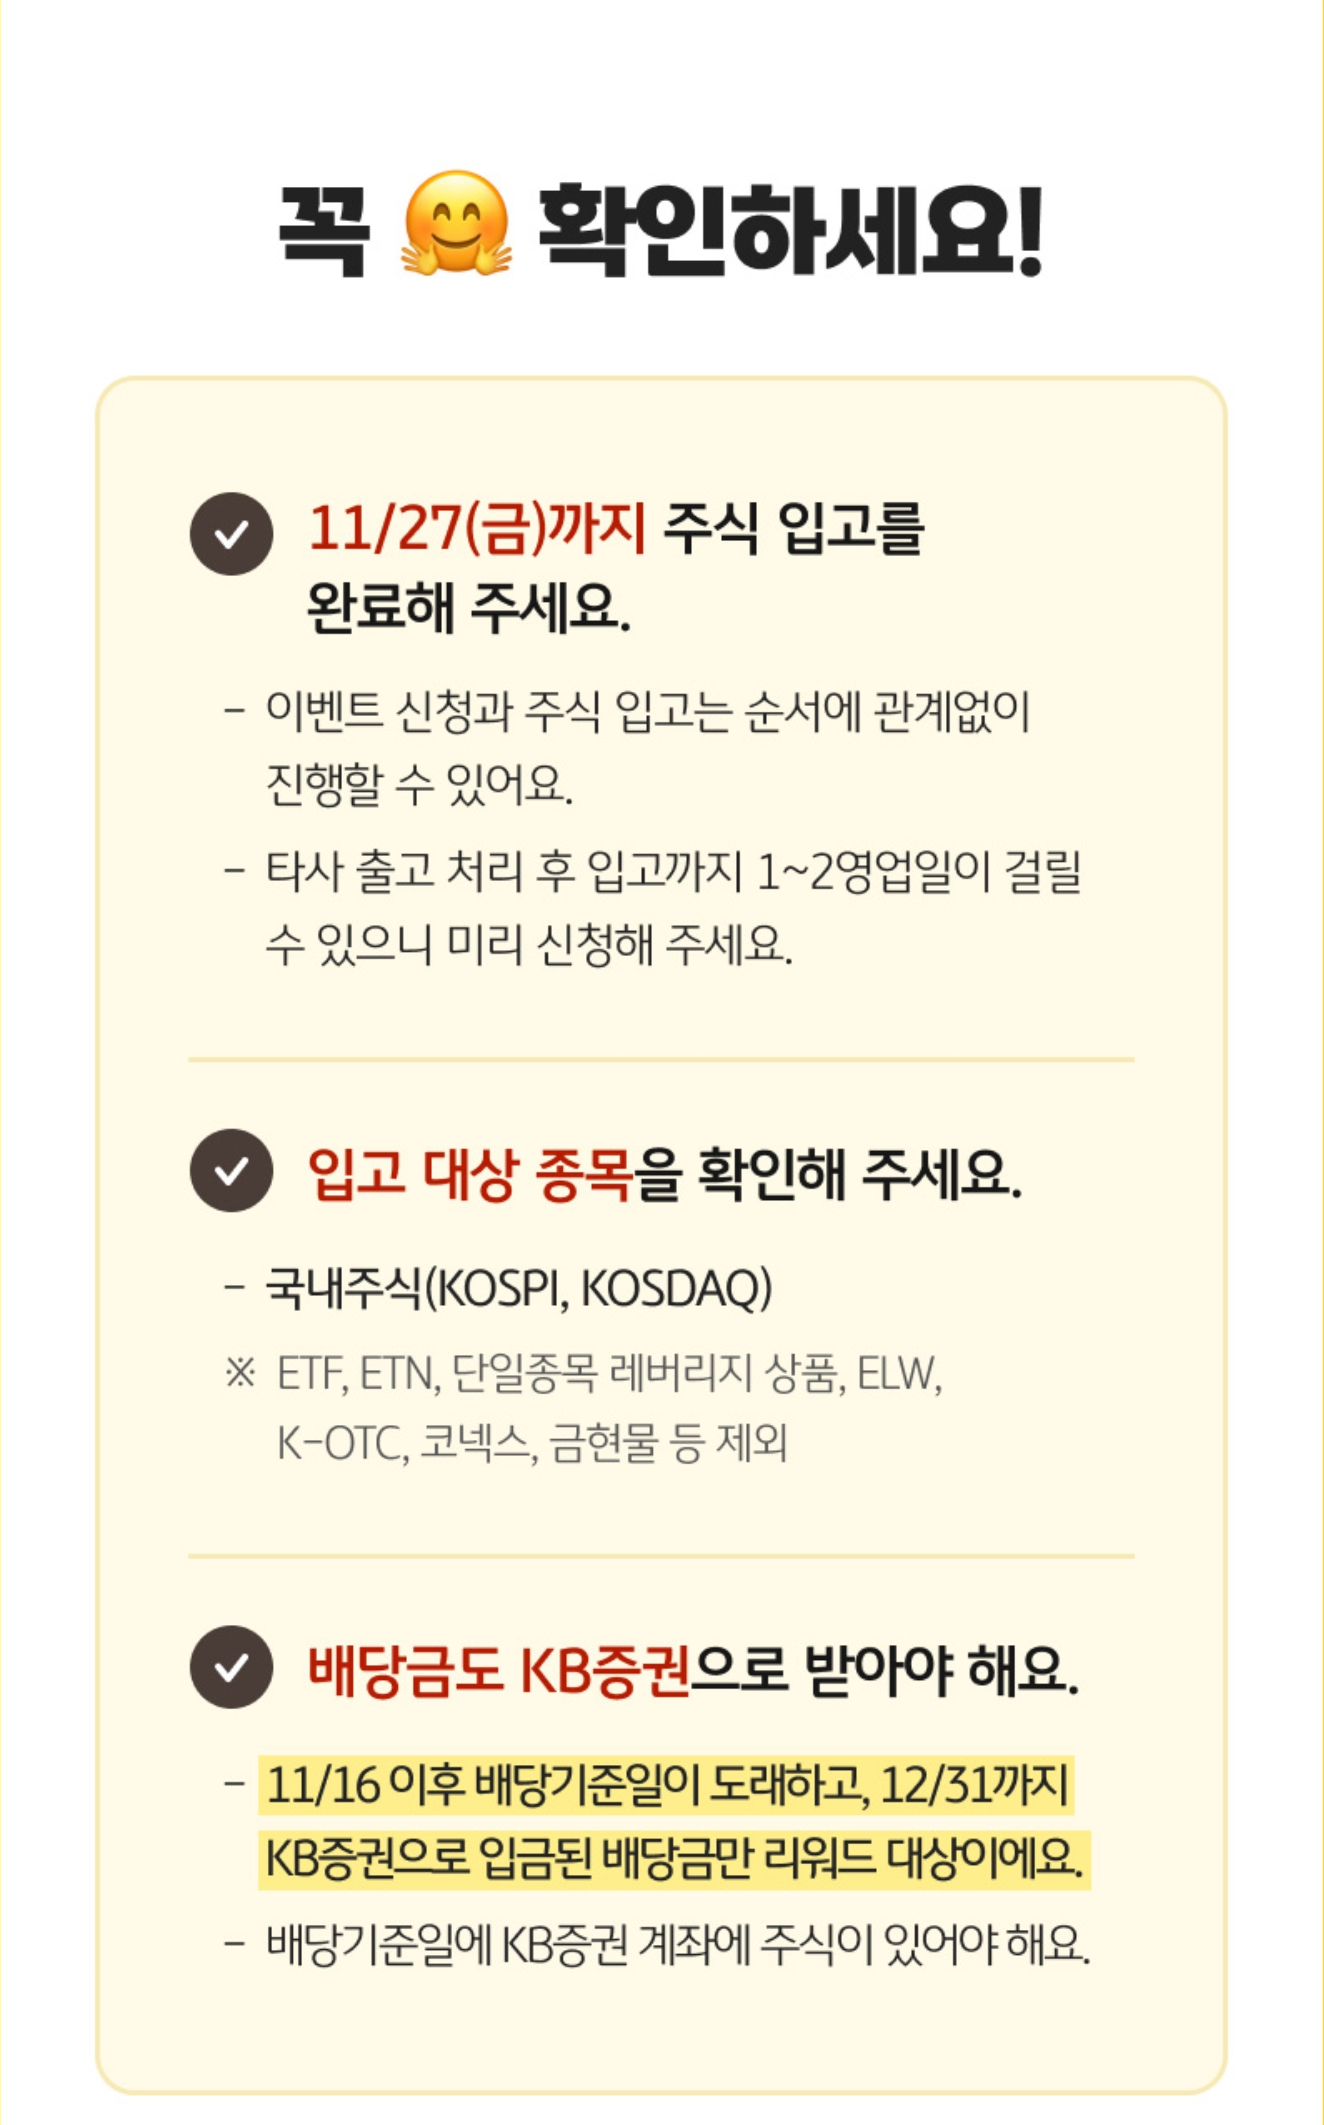 꼭 🤗 확인하세요!
11/27(금)까지 주식 입고를
완료해 주세요.
- 이벤트 신청과 주식 입고는 순서에 관계없이
진행할 수 있어요.
- 타사 출고 처리 후 입고까지 1~2영업일이 걸릴
수 있으니 미리 신청해 주세요.
입고 대상 종목을 확인해 주세요.
- 국내주식(KOSPI, KOSDAQ)
※ ETF, ETN, 단일종목 레버리지 상품, ELW,
K-OTC, 코넥스, 금현물 등 제외
배당금도 KB증권으로 받아야 해요.
- 11/16 이후 배당기준일이 도래하고, 12/31까지
KB증권으로 입금된 배당금만 리워드 대상이에요.
- 배당기준일에 KB증권 계좌에 주식이 있어야 해요.